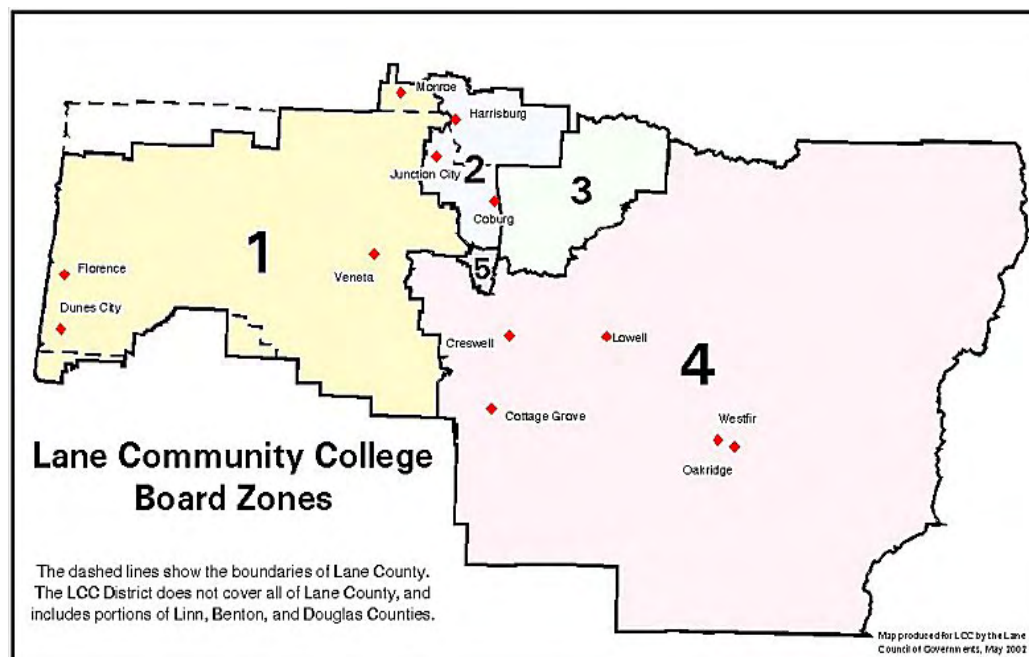 Monroe
Harrisburg
Junction City
2
3
Coburg
1
5
Florence
Veneta
Dunes City
Creswell
Lowell
4
Cottage Grove
Westfir
Oakridge
Lane Community College
Board Zones
The dashed lines show the boundaries of Lane County.
The LCC District does not cover all of Lane County, and
includes portions of Linn, Benton, and Douglas Counties.
Map produced for LCC by the Lane
Council of Governments, May 2002